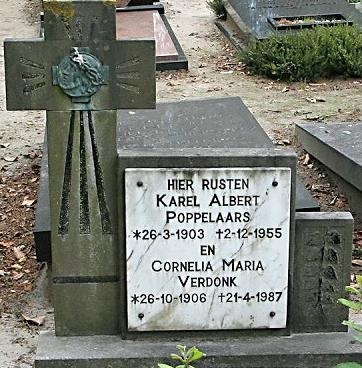 HIER RUSTEN
KAREL ALBERT
POPPELAARS
*26-3-1903 †2-12-1955
EN
CORNELIA MARIA
VERDONK
*26-10-1906 †21-4-1987